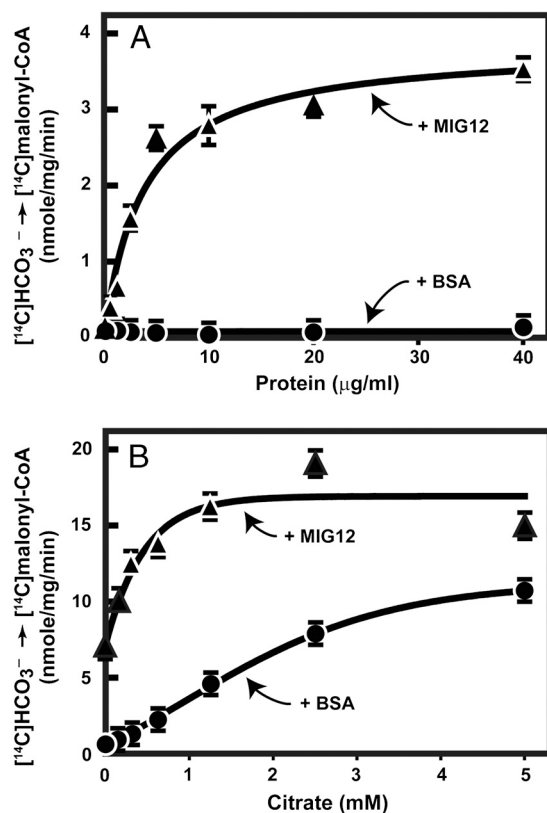 A
[¹⁴C]HCO₃⁻ → [¹⁴C]malonyl-CoA
(nmole/mg/min)
4
3
2
1
0
+ MIG12
+ BSA
0 10 20 30 40
Protein (μg/ml)
B
[¹⁴C]HCO₃⁻ → [¹⁴C]malonyl-CoA
(nmole/mg/min)
20
15
10
5
0
+ MIG12
+ BSA
0 1 2 3 4 5
Citrate (mM)